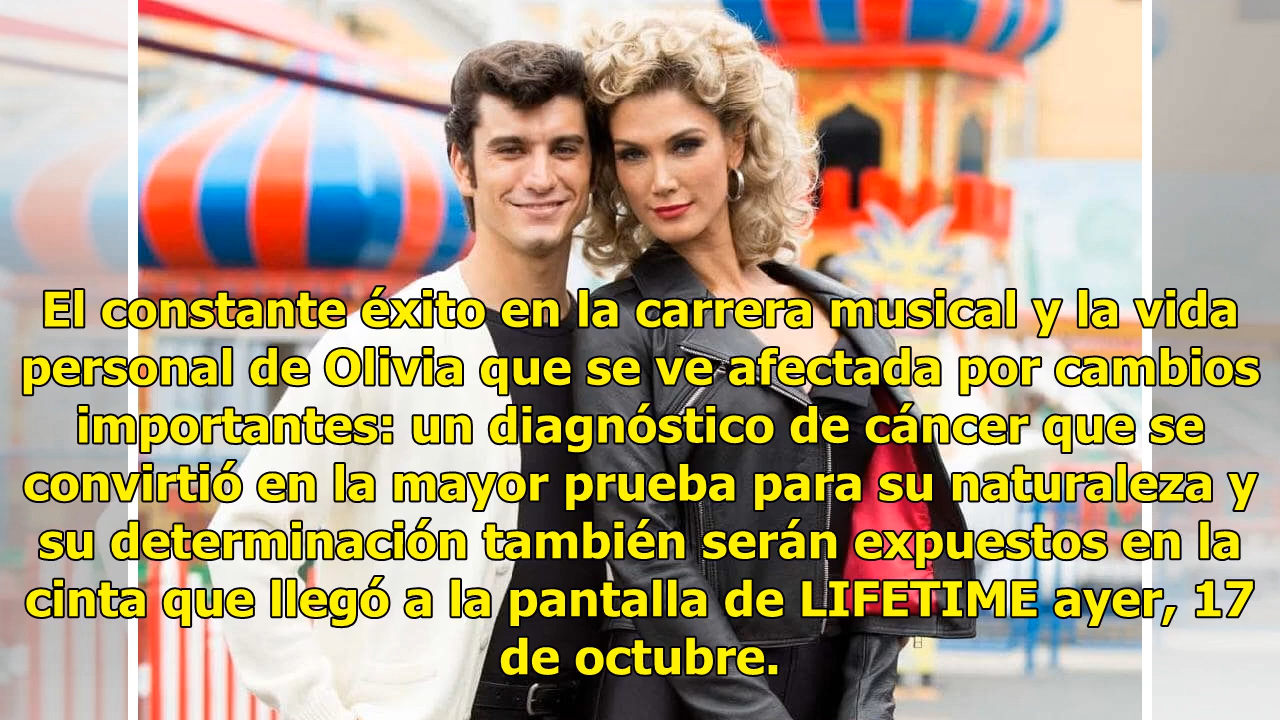 El constante éxito en la carrera musical y la vida
personal de Olivia que se ve afectada por cambios
importantes: un diagnóstico de cáncer que se
convirtió en la mayor prueba para su naturaleza y
su determinación también serán expuestos en la
cinta que llegó a la pantalla de LIFETIME ayer, 17
de octubre.